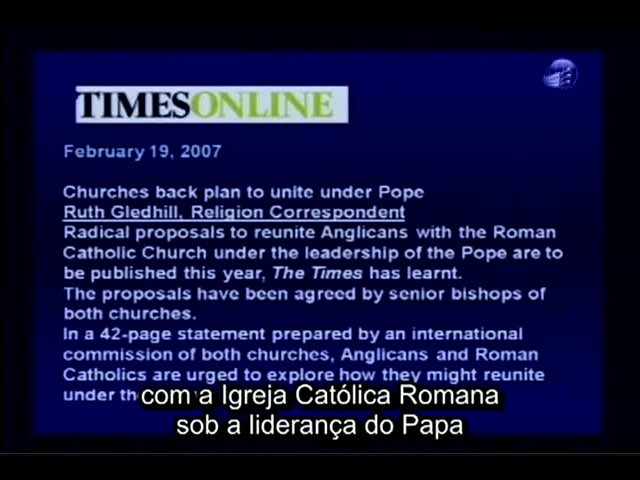 TIMESONLINE
February 19, 2007
Churches back plan to unite under Pope
Ruth Gledhill, Religion Correspondent
Radical proposals to reunite Anglicans with the Roman
Catholic Church under the leadership of the Pope are to
be published this year, The Times has learnt.
The proposals have been agreed by senior bishops of
both churches.
In a 42-page statement prepared by an international
commission of both churches, Anglicans and Roman
Catholics are urged to explore how they might reunite
under
com a Igreja Católica Romana
sob a liderança do Papa